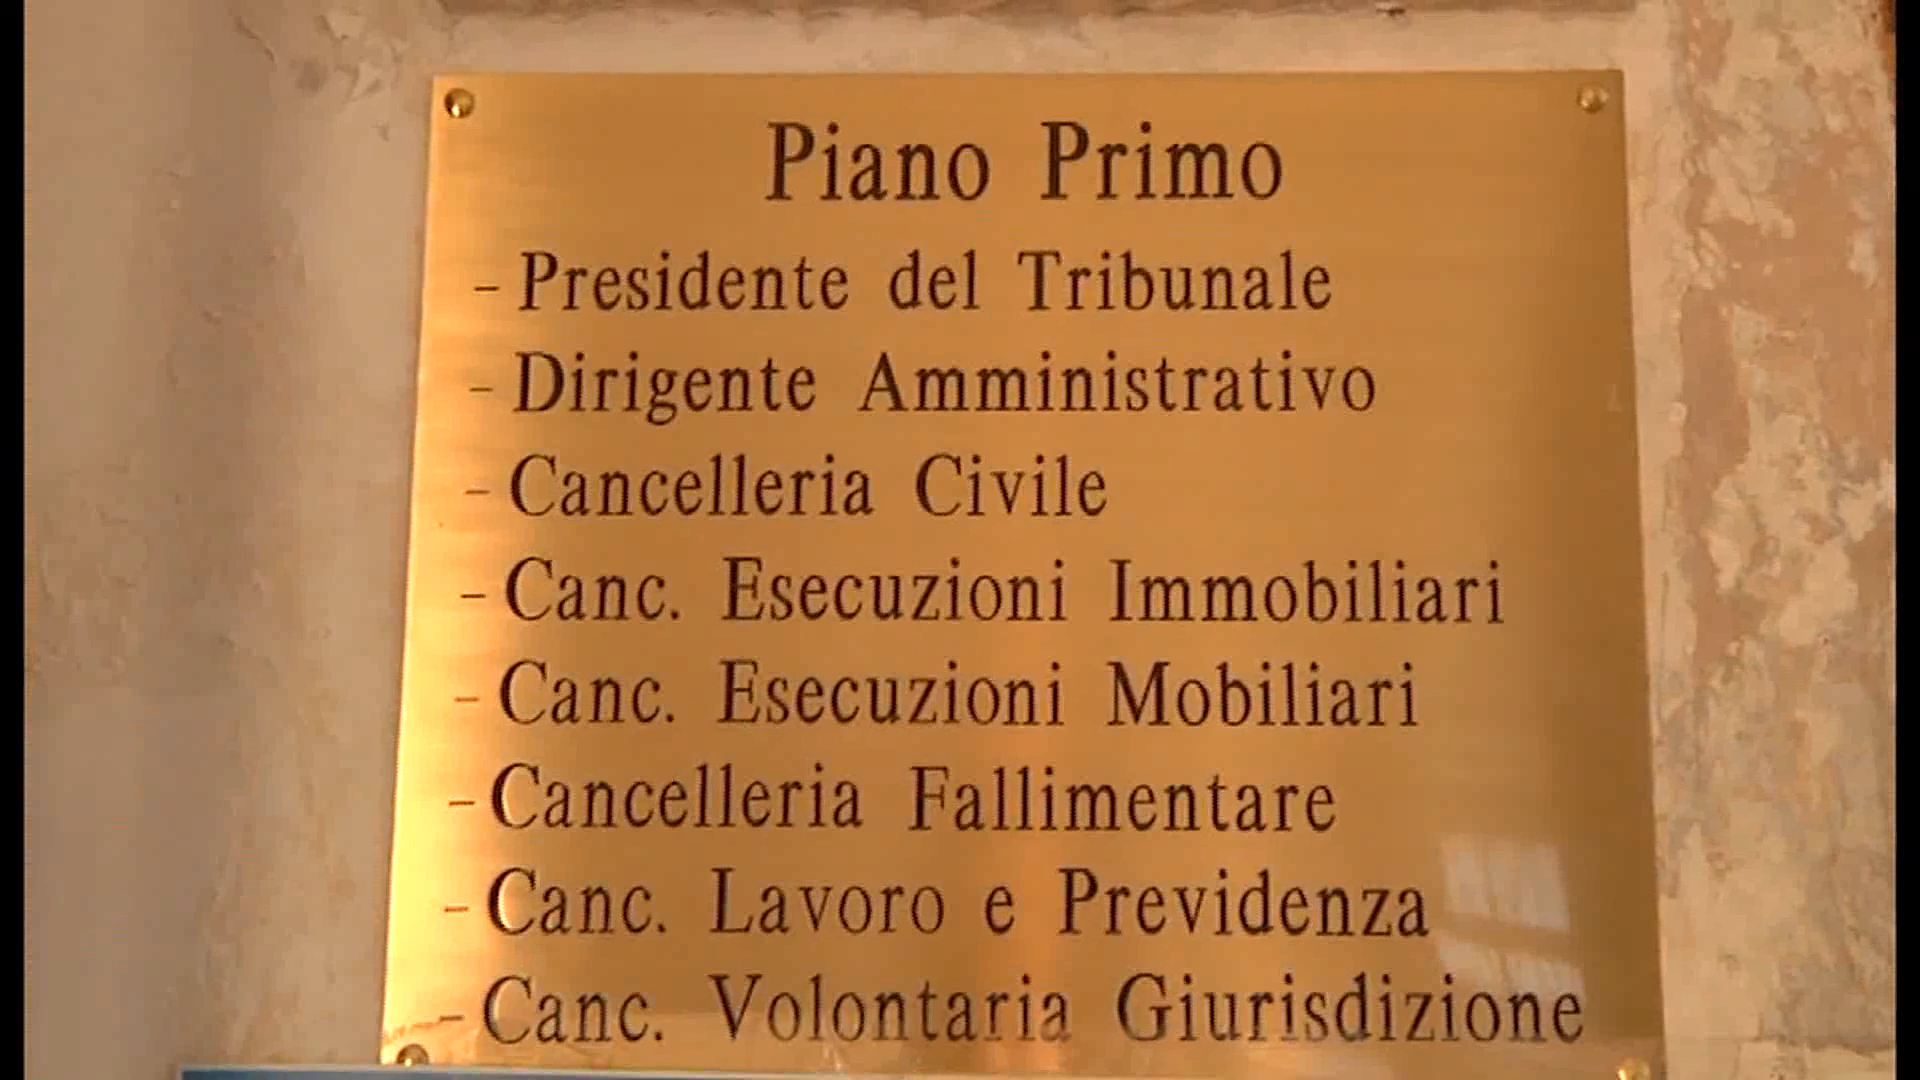 Piano Primo
- Presidente del Tribunale
- Dirigente Amministrativo
- Cancelleria Civile
- Canc. Esecuzioni Immobiliari
- Canc. Esecuzioni Mobiliari
- Cancelleria Fallimentare
- Canc. Lavoro e Previdenza
- Canc. Volontaria Giurisdizione